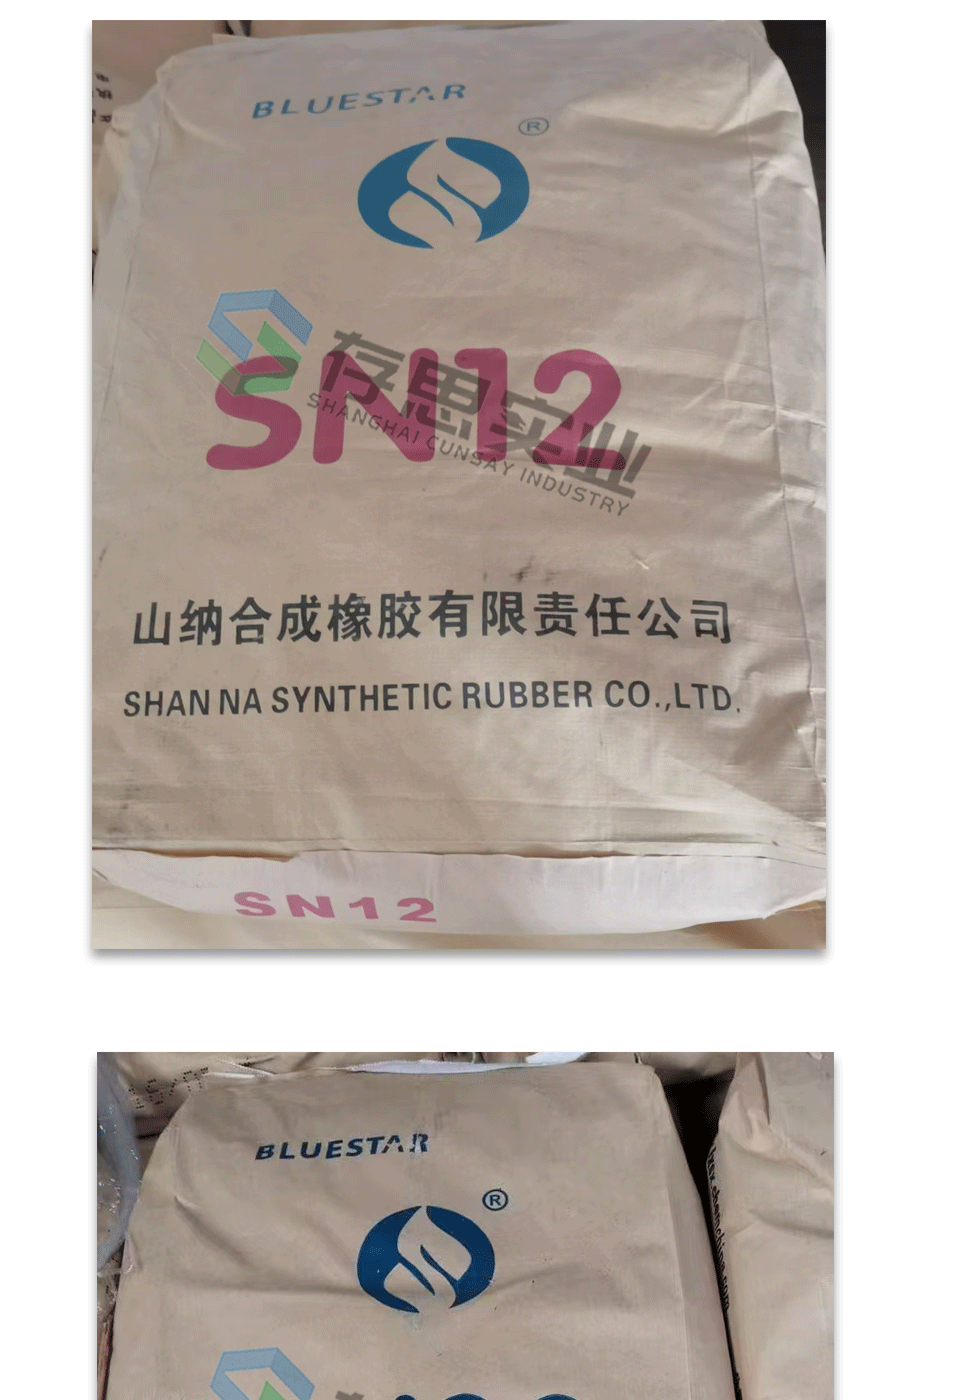 BLUESTAR
®
SN12
存思实业
SHANGHAI CUNSAY INDUSTRY
山纳合成橡胶有限责任公司
SHAN NA SYNTHETIC RUBBER CO.,LTD.
SN12
BLUESTAR
®